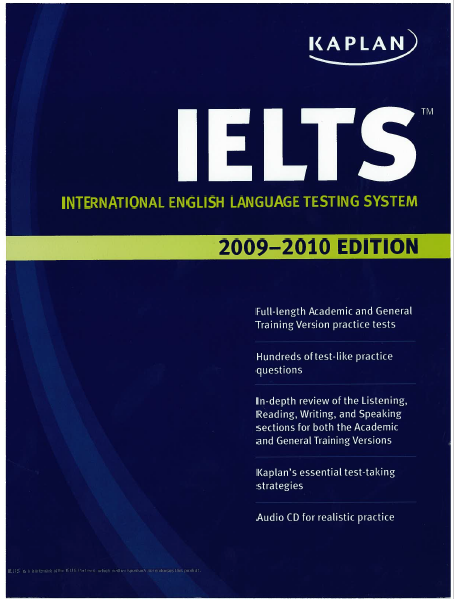 KAPLAN
IELTS™
INTERNATIONAL ENGLISH LANGUAGE TESTING SYSTEM
2009–2010 EDITION
Full-length Academic and General
Training Version practice tests
Hundreds of test-like practice
questions
In-depth review of the Listening,
Reading, Writing, and Speaking
sections for both the Academic
and General Training Versions
Kaplan's essential test-taking
strategies
Audio CD for realistic practice